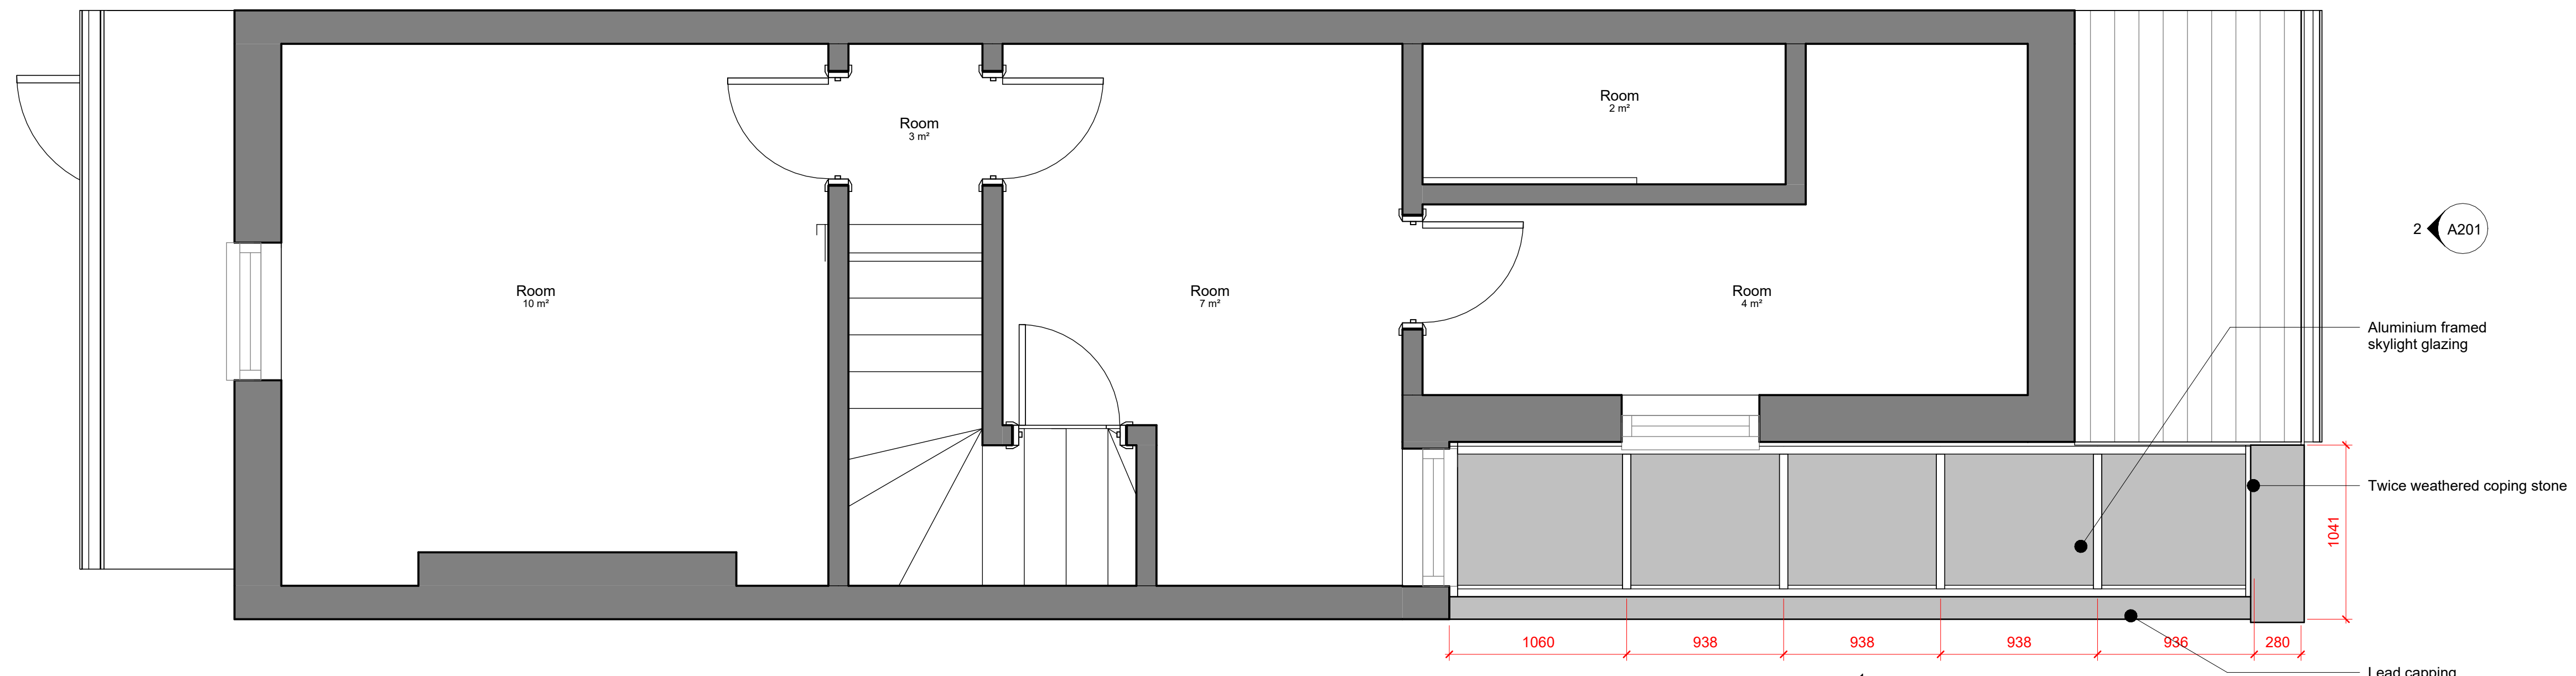 Room
2 m²
Room
3 m²
2
A201
Room
10 m²
Room
7 m²
Room
4 m²
Aluminium framed
skylight glazing
Twice weathered coping stone
1041
1060
938
938
938
936
280
Lead capping